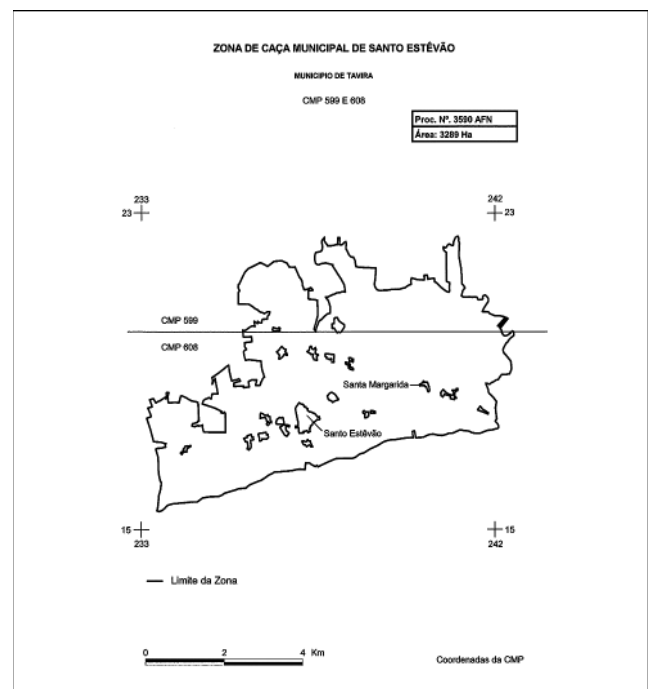 ZONA DE CAÇA MUNICIPAL DE SANTO ESTÊVÃO
MUNICIPIO DE TAVIRA
CMP 599 E 608
Proc. Nº. 3590 AFN
Área: 3289 Ha
233
242
23
23
CMP 599
CMP 608
Santa Margarida
Santo Estêvão
15
15
233
242
Limite da Zona
0 2 4 Km
Coordenadas da CMP